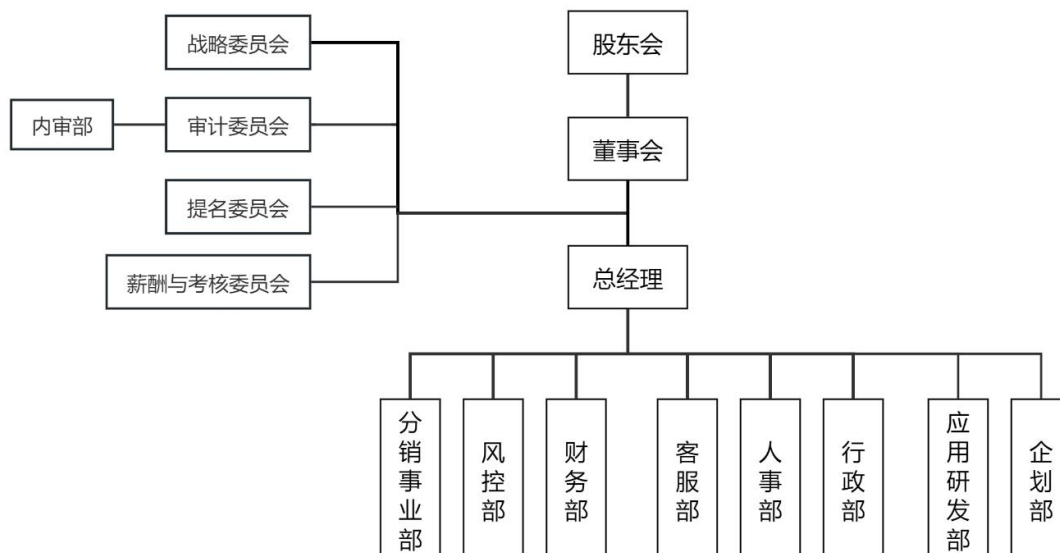 战略委员会
股东会
内审部
审计委员会
董事会
提名委员会
薪酬与考核委员会
总经理
分销事业部
风控部
财务部
客服部
人事部
行政部
应用研发部
企划部